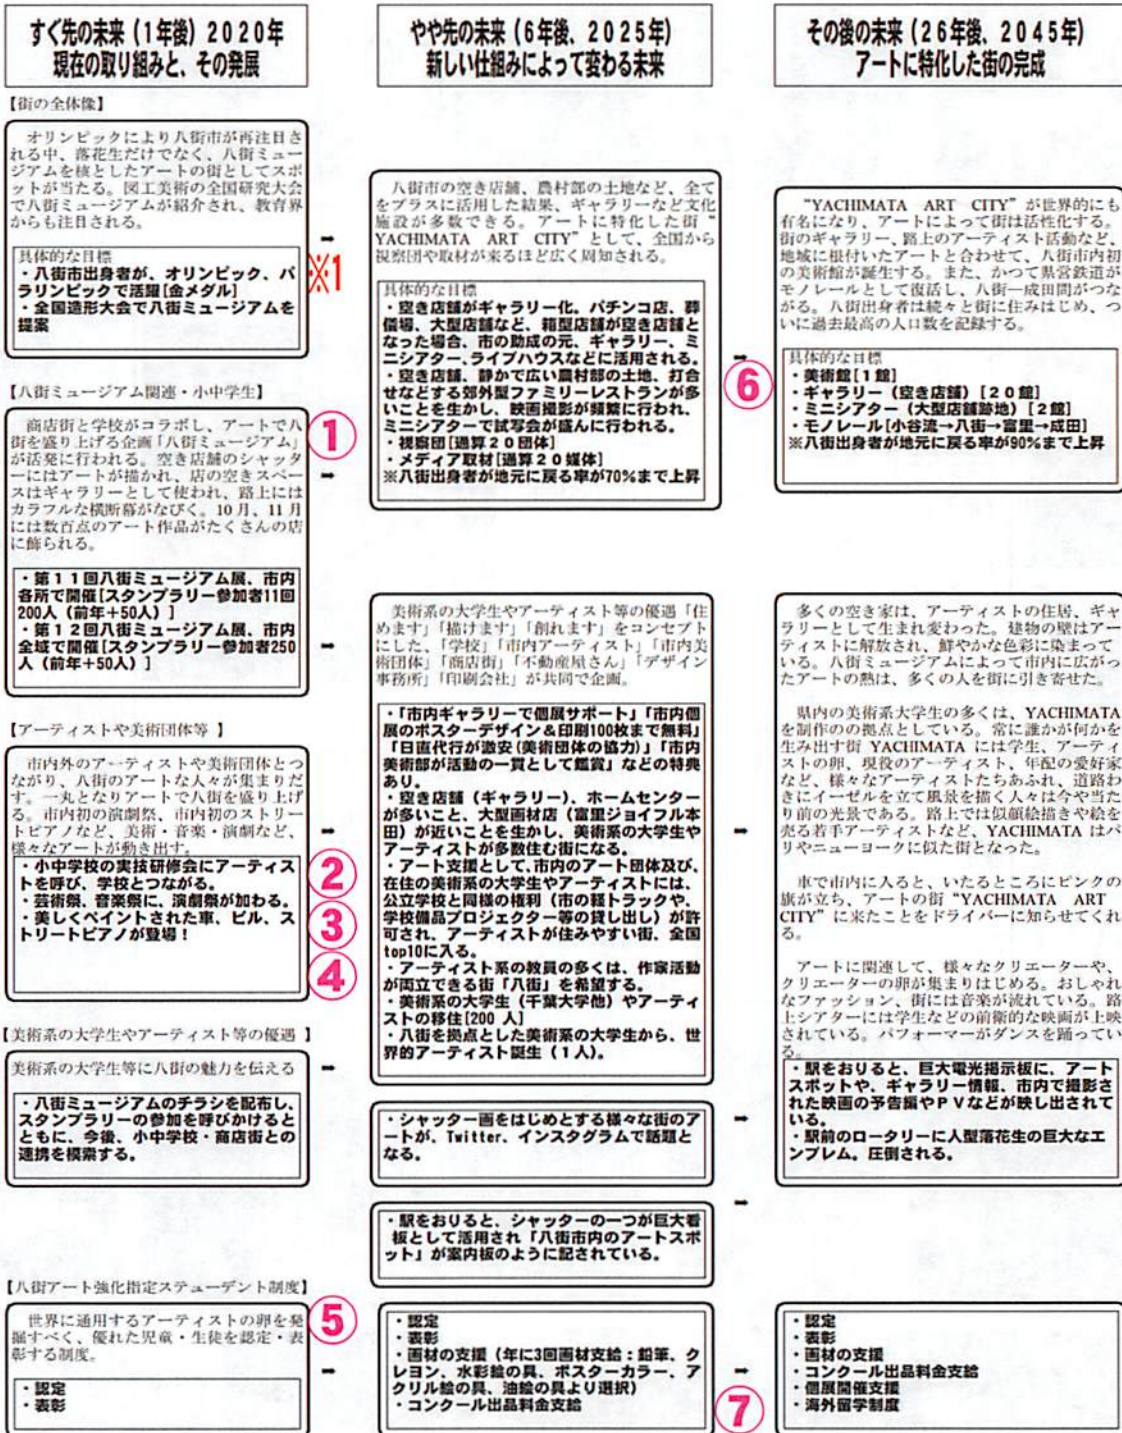 すぐ先の未来(1年後)2020年
現在の取り組みと、その発展
やや先の未来(6年後、2025年)
新しい仕組みによって変わる未来
その後の未来(26年後、2045年)
アートに特化した街の完成
【街の全体像】
オリンピックにより八街市が再注目さ
れる中、落花生だけでなく、八街ミュー
ジアムを核としたアートの街としてスポ
ットが当たる。図工美術の全国研究大会
で八街ミュージアムが紹介され、教育界
からも注目される。
具体的な目標
・八街市出身者が、オリンピック、パ
ラリンピックで活躍[金メダル]
・全国造形大会で八街ミュージアムを
提案
➡
※1
八街市の空き店舗、農村部の土地など、全て
をプラスに活用した結果、ギャラリーなど文化
施設が多数できる。アートに特化した街“
YACHIMATA ART CITY”として、全国から
視察団や取材が来るほど広く周知される。
具体的な目標
・空き店舗がギャラリー化。パチンコ店、葬
儀場、大型店舗など、箱型店舗が空き店舗と
なった場合、市の助成の元、ギャラリー、ミ
ニシアター、ライブハウスなどに活用される。
・空き店舗、静かで広い農村部の土地、打合
せなどする郊外型ファミリーレストランが多
いことを生かし、映画撮影が頻繁に行われ、
ミニシアターで試写会が盛んに行われる。
・視察団[通算20団体]
・メディア取材[通算20媒体]
※八街出身者が地元に戻る率が70%まで上昇
➡
⑥
“YACHIMATA ART CITY”が世界的にも
有名になり、アートによって街は活性化する。
街のギャラリー、路上のアーティスト活動など、
地域に根付いたアートと合わせて、八街市内初
の美術館が誕生する。また、かつて県営鉄道が
モノレールとして復活し、八街―成田間がつな
がる。八街出身者は続々と街に住みはじめ、つ
いに過去最高の人口数を記録する。
具体的な目標
・美術館[1館]
・ギャラリー(空き店舗)[20館]
・ミニシアター(大型店舗跡地)[2館]
・モノレール[小谷流→八街→富里→成田]
※八街出身者が地元に戻る率が90%まで上昇
【八街ミュージアム関連・小中学生】
商店街と学校がコラボし、アートで八
街を盛り上げる企画「八街ミュージアム」
が活発に行われる。空き店舗のシャッタ
ーにはアートが描かれ、店の空きスペー
スはギャラリーとして使われ、路上には
カラフルな横断幕がなびく。10月、11月
には数百点のアート作品がたくさんの店
に飾られる。
・第11回八街ミュージアム展、市内
各所で開催[スタンプラリー参加者11回
200人(前年+50人)]
・第12回八街ミュージアム展、市内
全域で開催[スタンプラリー参加者250
人(前年+50人)]
①
➡
➡
【アーティストや美術団体等 】
市内外のアーティストや美術団体とつ
ながり、八街のアートな人々が集まりだ
す。一丸となりアートで八街を盛り上げ
る。市内初の演劇祭、市内初のストリー
トピアノなど、美術・音楽・演劇など、
様々なアートが動き出す。
・小中学校の実技研修会にアーティス
トを呼び、学校とつながる。
・芸術祭、音楽祭に、演劇祭が加わる。
・美しくペイントされた車、ビル、ス
トリートピアノが登場!
②
③
④
【美術系の大学生やアーティスト等の優遇 】
美術系の大学生等に八街の魅力を伝える
・八街ミュージアムのチラシを配布し、
スタンプラリーの参加を呼びかけると
ともに、今後、小中学校・商店街との
連携を模索する。
➡
美術系の大学生やアーティスト等の優遇「住
めます」「描けます」「創れます」をコンセプト
にした、「学校」「市内アーティスト」「市内美
術団体」「商店街」「不動産屋さん」「デザイン
事務所」「印刷会社」が共同で企画。
・「市内ギャラリーで個展サポート」「市内個
展のポスターデザイン&印刷100枚まで無料」
「日直代行が激安(美術団体の協力)」「市内
美術部が活動の一貫として鑑賞」などの特典
あり。
・空き店舗(ギャラリー)、ホームセンター
が多いこと、大型画材店(富里ジョイフル本
田)が近いことを生かし、美術系の大学生や
アーティストが多数住む街になる。
・アート支援として、市内のアート団体及び、
在住の美術系の大学生やアーティストには、
公立学校と同様の権利(市の軽トラックや、
学校備品プロジェクター等の貸し出し)が許
可され、アーティストが住みやすい街、全国
top10に入る。
・アーティスト系の教員の多くは、作家活動
が両立できる街「八街」を希望する。
・美術系の大学生(千葉大学他)やアーティ
ストの移住[200 人]
・八街を拠点とした美術系の大学生から、世
界的アーティスト誕生(1人)。
➡
・シャッター画をはじめとする様々な街のア
ートが、Twitter、インスタグラムで話題と
なる。
➡
・駅をおりると、シャッターの一つが巨大看
板として活用され「八街市内のアートスポ
ット」が案内板のように記されている。
➡
多くの空き家は、アーティストの住居、ギャ
ラリーとして生まれ変わった。建物の壁はアー
ティストに解放され、鮮やかな色彩に染まって
いる。八街ミュージアムによって市内に広がっ
たアートの熱は、多くの人を街に引き寄せた。
県内の美術系大学生の多くは、YACHIMATA
を制作のの拠点としている。常に誰かが何かを
生み出す街 YACHIMATA には学生、アーティ
ストの卵、現役のアーティスト、年配の愛好家
など、様々なアーティストたちあふれ、道路わ
きにイーゼルを立て風景を描く人々は今や当た
り前の光景である。路上では似顔絵描きや絵を
売る若手アーティストなど、YACHIMATA はパ
リやニューヨークに似た街となった。
車で市内に入ると、いたるところにピンクの
旗が立ち、アートの街“YACHIMATA ART
CITY”に来たことをドライバーに知らせてくれ
る。
アートに関連して、様々なクリエーターや、
クリエーターの卵が集まりはじめる。おしゃれ
なファッション、街には音楽が流れている。路
上シアターには学生などの前衛的な映画が上映
されている。パフォーマーがダンスを踊ってい
る。
・駅をおりると、巨大電光掲示板に、アート
スポットや、ギャラリー情報、市内で撮影さ
れた映画の予告編やPVなどが映し出されて
いる。
・駅前のロータリーに人型落花生の巨大なエ
ンブレム。圧倒される。
【八街アート強化指定ステューデント制度】
世界に通用するアーティストの卵を発
掘すべく、優れた児童・生徒を認定・表
彰する制度。
・認定
・表彰
⑤
➡
・認定
・表彰
・画材の支援(年に3回画材支給:鉛筆、ク
レヨン、水彩絵の具、ポスターカラー、ア
クリル絵の具、油絵の具より選択)
・コンクール出品料金支給
➡
⑦
・認定
・表彰
・画材の支援
・コンクール出品料金支給
・個展開催支援
・海外留学制度